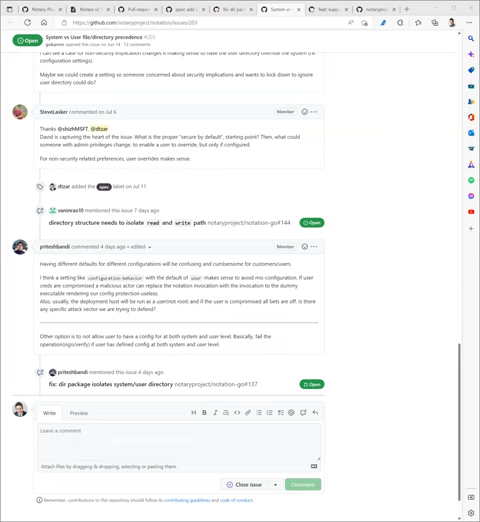 Notary-Pro
Notary v2 t
Pull-reque
spec add
fix: dir pa
System v
feat: supp
notarypro
https://github.com/notaryproject/notation/issues/203
Open
System vs User file/directory precedence #203
gokarnm opened this issue on Jun 14 · 12 comments
I can see a case for non-security implication changes it making sense to have the user directory override the system (i.e.
configuration settings).
Maybe we could create a setting so someone concerned about security implications and wants to lock down to ignore
user directory could do?
SteveLasker commented on Jul 6
Member
Thanks @shizhMSFT, @dtzar
David is capturing the heart of the issue. What is the proper "secure by default", starting point? Then, what could
someone with admin privileges change, to enable a user to override, but only if configured.
For non-security related preferences, user overrides makes sense.
dtzar added the spec label on Jul 11
vaninrao10 mentioned this issue 7 days ago
directory structure needs to isolate read and write path notaryproject/notation-go#144
Open
priteshbandi commented 4 days ago • edited
Member
Having different defaults for different configurations will be confusing and cumbersome for customers/users.
I think a setting like configuration-behavior with the default of user makes sense to avoid mis-configuration. If user
creds are compromised a malicious actor can replace the notation invocation with the invocation to the dummy
executable rendering our config protection useless.
Also, usually, the deployment host will be run as a user(not root) and if the user is compromised all bets are off. Is there
any specific attack vector we are trying to defend?
Other option is to not allow user to have a config for at both system and user level. Basically, fail the
operation(sign/verify) if user has defined config at both system and user level.
priteshbandi mentioned this issue 4 days ago
fix: dir package isolates system/user directory notaryproject/notation-go#137
Open
Write
Preview
Leave a comment
Attach files by dragging & dropping, selecting or pasting them.
Close issue
Comment
Remember, contributions to this repository should follow its contributing guidelines and code of conduct.